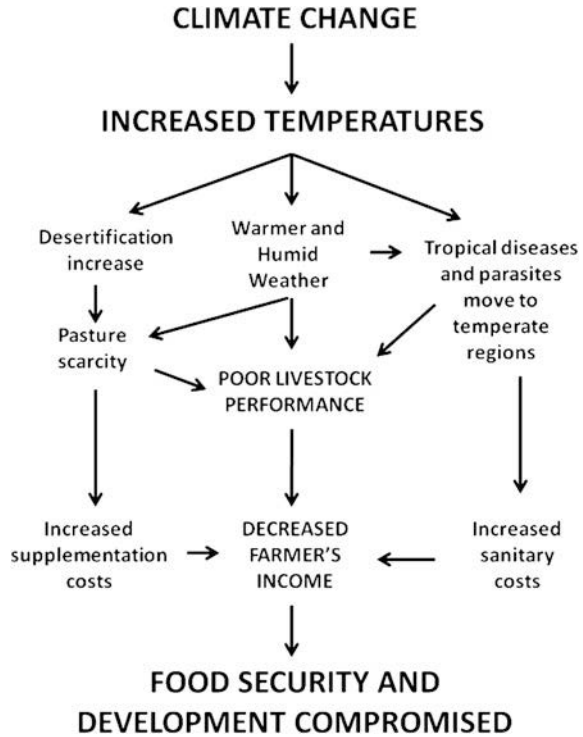 CLIMATE CHANGE
INCREASED TEMPERATURES
Desertification
increase
Warmer and
Humid
Weather
Tropical diseases
and parasites
move to
temperate
regions
Pasture
scarcity
POOR LIVESTOCK
PERFORMANCE
Increased
supplementation
costs
DECREASED
FARMER'S
INCOME
Increased
sanitary
costs
FOOD SECURITY AND
DEVELOPMENT COMPROMISED